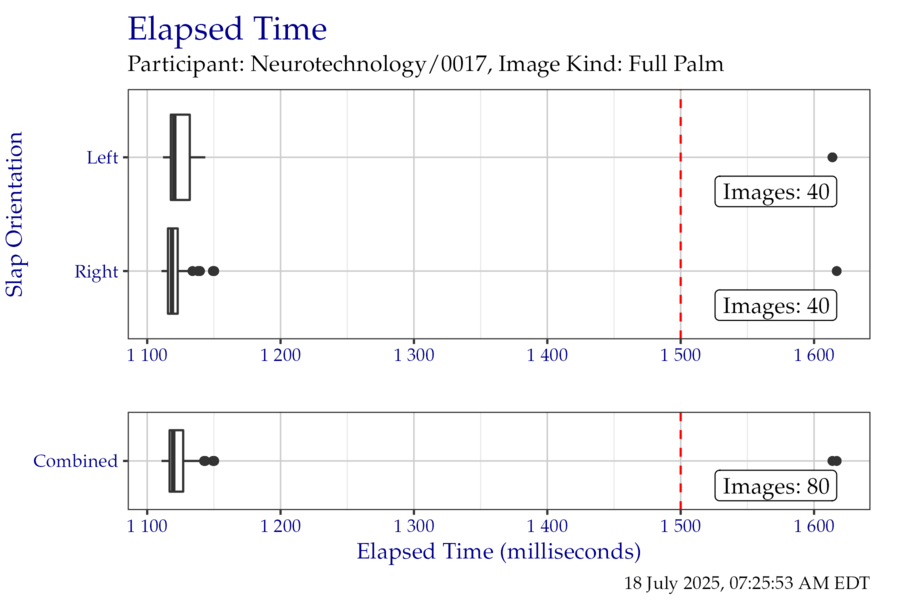 Elapsed Time
Participant: Neurotechnology/0017, Image Kind: Full Palm
Slap Orientation
Left
Images: 40
Right
Images: 40
1 100 1 200 1 300 1 400 1 500 1 600
Combined
Images: 80
1 100 1 200 1 300 1 400 1 500 1 600
Elapsed Time (milliseconds)
18 July 2025, 07:25:53 AM EDT